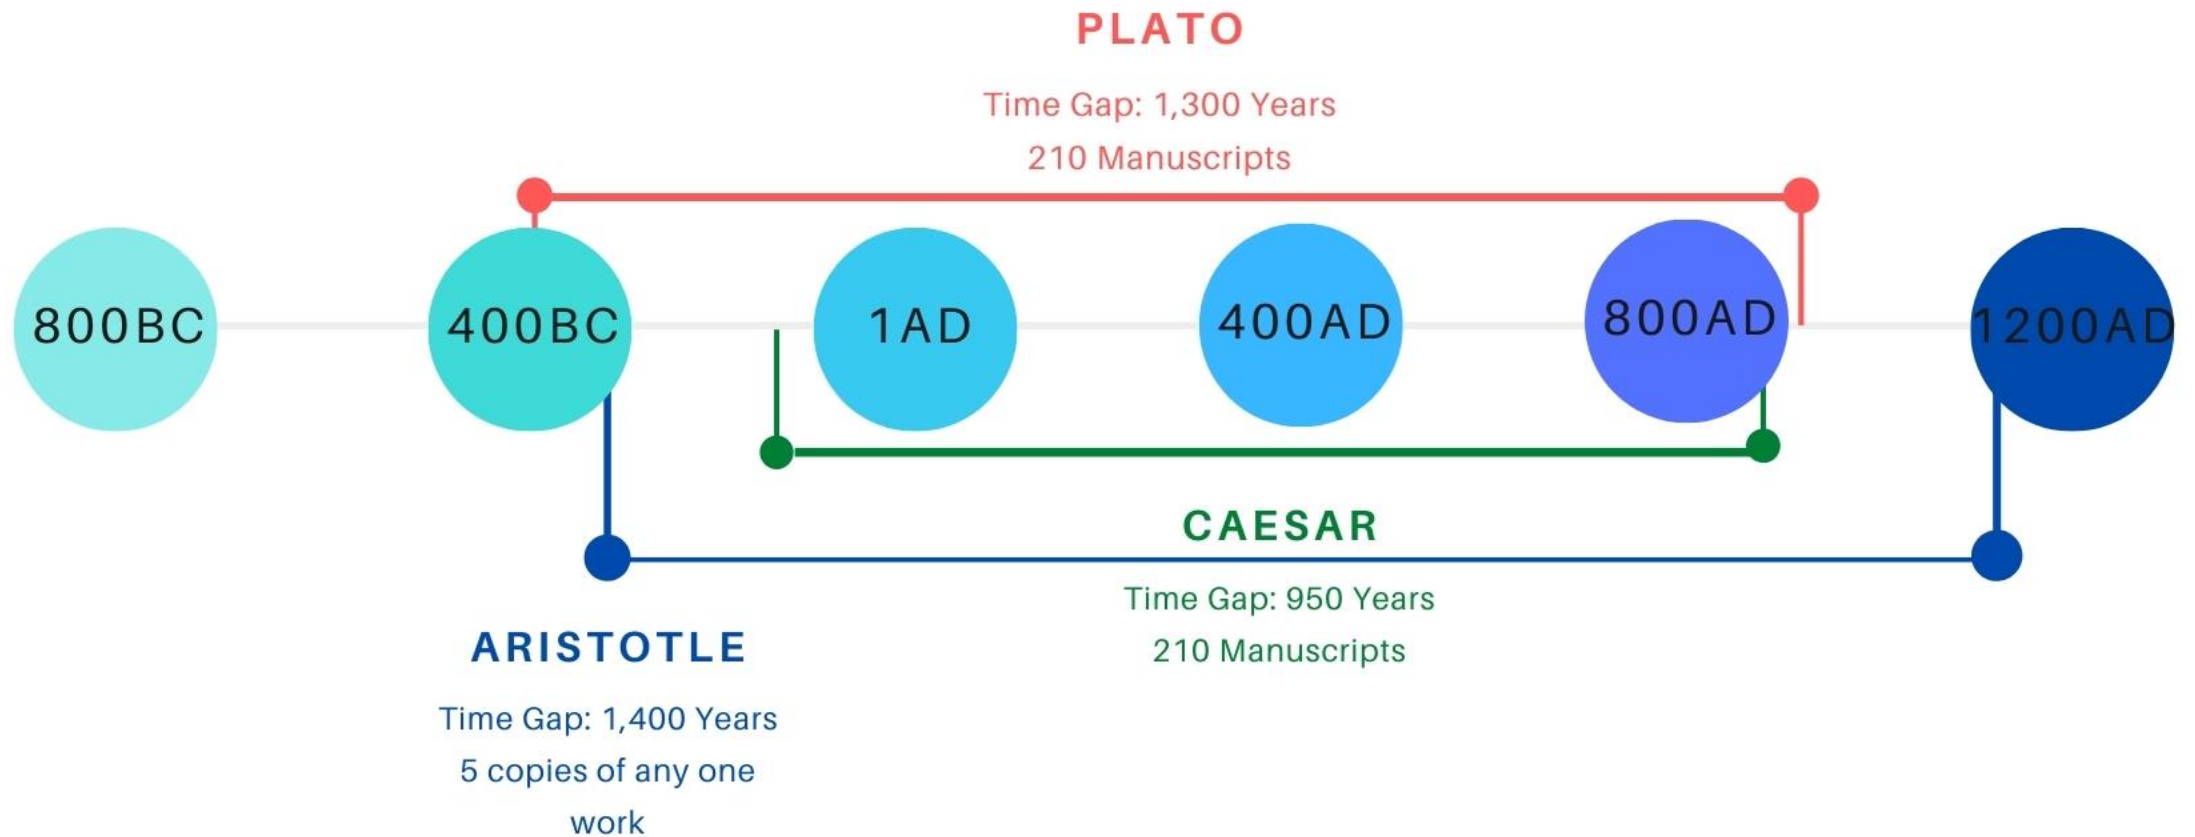 PLATO
Time Gap: 1,300 Years
210 Manuscripts
800BC
400BC
1AD
400AD
800AD
1200AD
CAESAR
Time Gap: 950 Years
210 Manuscripts
ARISTOTLE
Time Gap: 1,400 Years
5 copies of any one
work